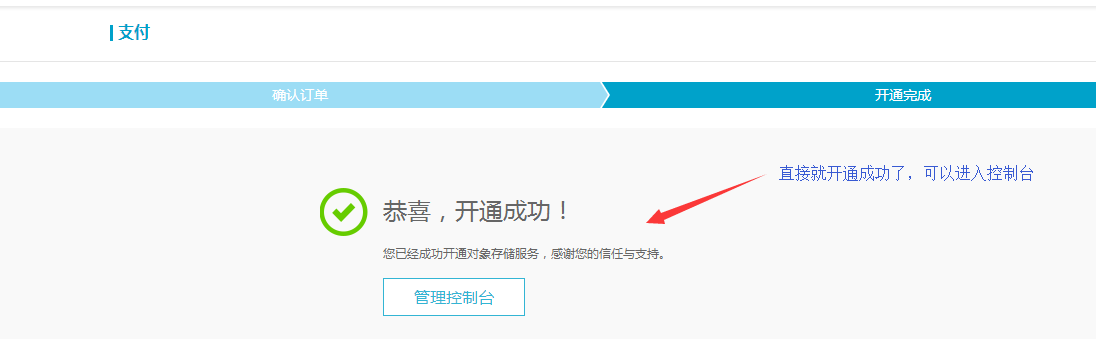 支付
确认订单
开通完成
直接就开通成功了，可以进入控制台
恭喜，开通成功！
您已经成功开通对象存储服务，感谢您的信任与支持。
管理控制台